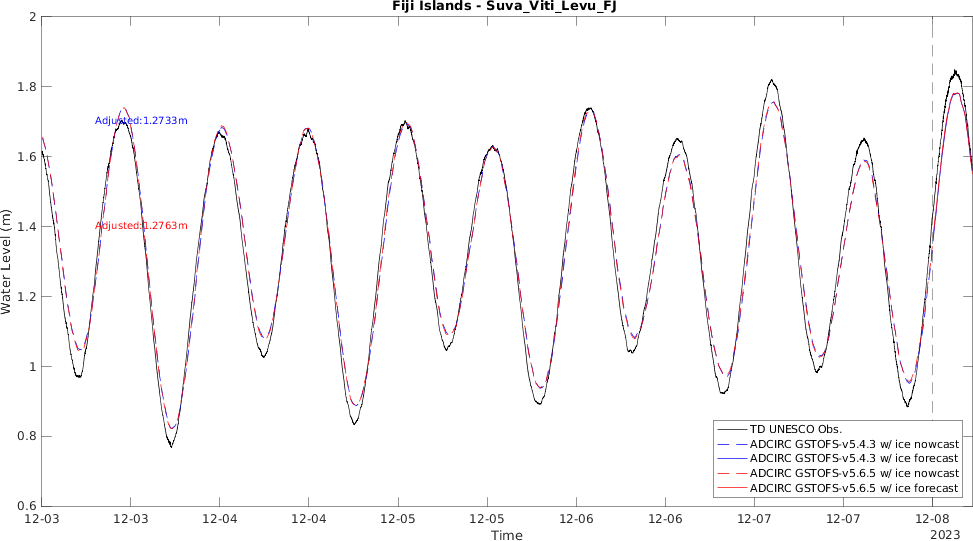 Fiji Islands - Suva_Viti_Levu_FJ
2
1.8
Adjusted:1.2733m
1.6
1.4
Adjusted:1.2763m
1.2
1
0.8
0.6
Water Level (m)
TD UNESCO Obs.
ADCIRC GSTOFS-v5.4.3 w/ ice nowcast
ADCIRC GSTOFS-v5.4.3 w/ ice forecast
ADCIRC GSTOFS-v5.6.5 w/ ice nowcast
ADCIRC GSTOFS-v5.6.5 w/ ice forecast
12-03 12-03 12-04 12-04 12-05 12-05 12-06 12-06 12-07 12-07 12-08
2023
Time